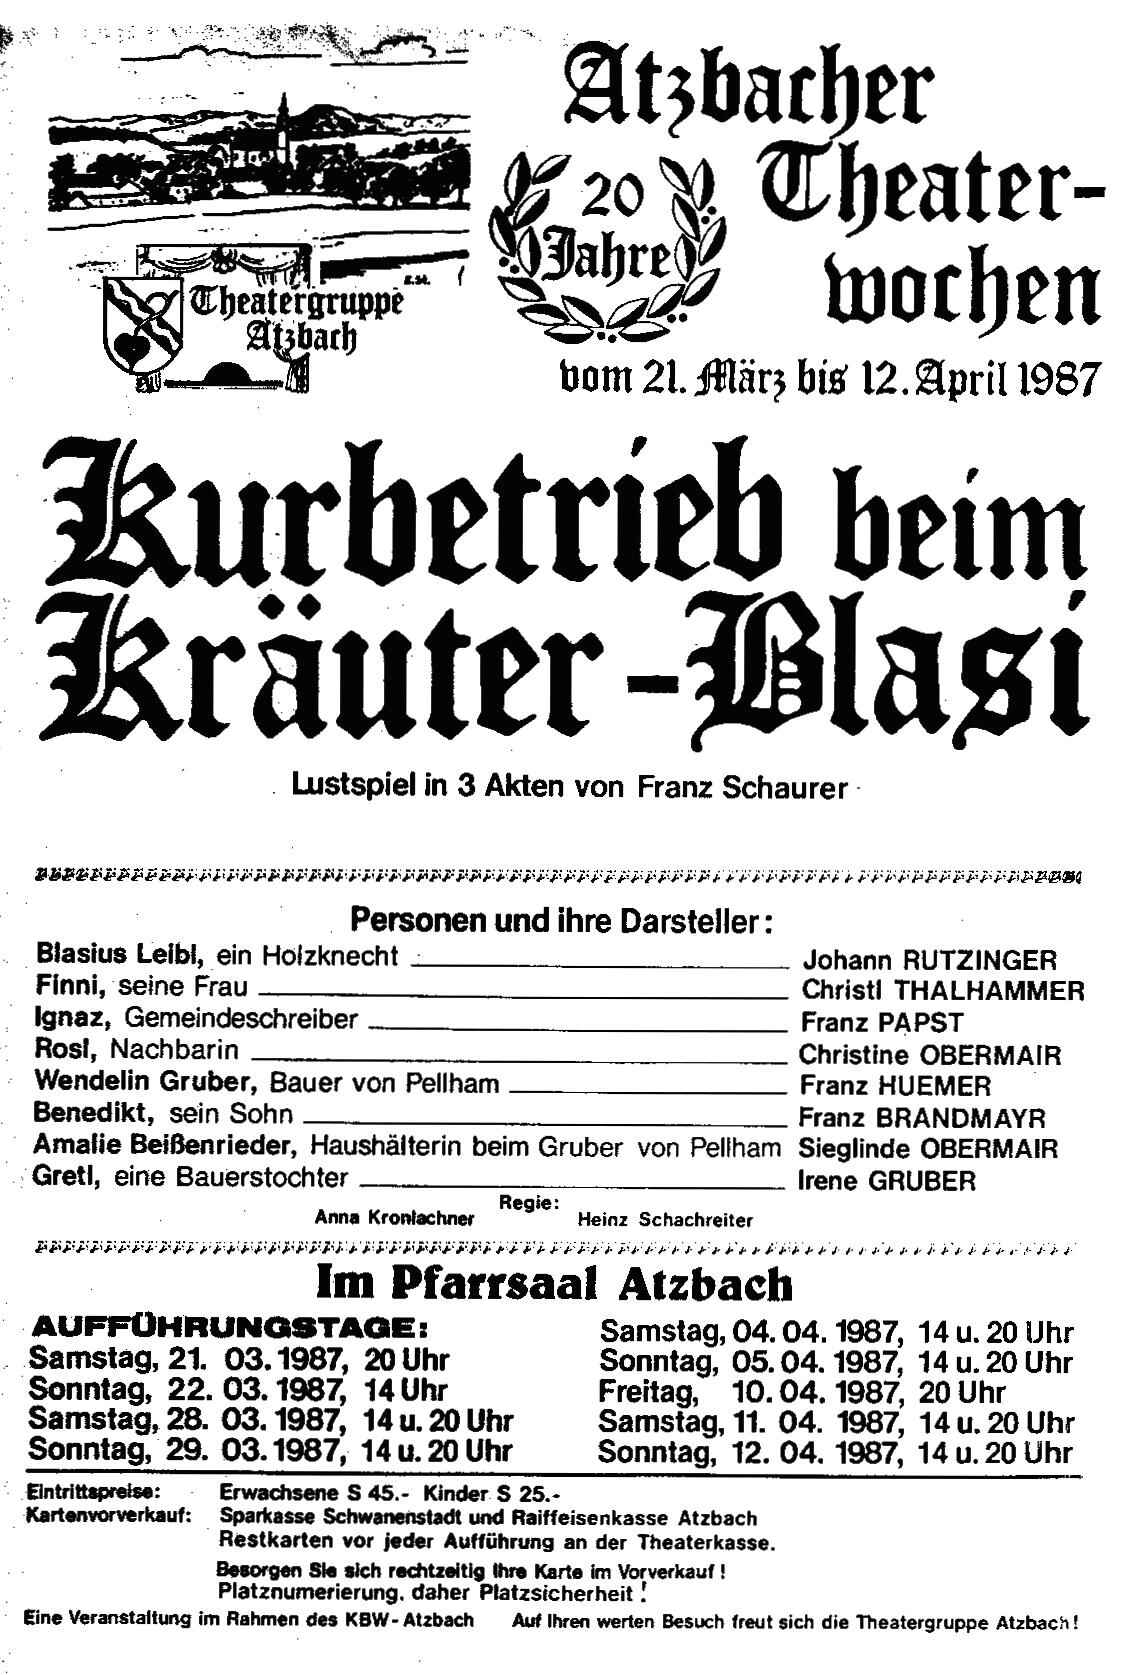 Atzbacher
Theater-
wochen
20
Jahre
Theatergruppe
Atzbach
vom 21. März bis 12. April 1987
Kurbetrieb beim
Kräuter-Blasi
Lustspiel in 3 Akten von Franz Schaurer
Personen und ihre Darsteller:
Blasius Leibl, ein Holzknecht Johann RUTZINGER
Finni, seine Frau Christl THALHAMMER
Ignaz, Gemeindeschreiber Franz PAPST
Rosl, Nachbarin Christine OBERMAIR
Wendelin Gruber, Bauer von Pellham Franz HUEMER
Benedikt, sein Sohn Franz BRANDMAYR
Amalie Beißenrieder, Haushälterin beim Gruber von Pellham Sieglinde OBERMAIR
Gretl, eine Bauerstochter Irene GRUBER
Regie:
Anna Kronlachner Heinz Schachreiter
Im Pfarrsaal Atzbach
AUFFÜHRUNGSTAGE:
Samstag, 21. 03. 1987, 20 Uhr
Sonntag, 22. 03. 1987, 14 Uhr
Samstag, 28. 03. 1987, 14 u. 20 Uhr
Sonntag, 29. 03. 1987, 14 u. 20 Uhr
Samstag, 04. 04. 1987, 14 u. 20 Uhr
Sonntag, 05. 04. 1987, 14 u. 20 Uhr
Freitag, 10. 04. 1987, 20 Uhr
Samstag, 11. 04. 1987, 14 u. 20 Uhr
Sonntag, 12. 04. 1987, 14 u. 20 Uhr
Eintrittspreise: Erwachsene S 45.- Kinder S 25.-
Kartenvorverkauf: Sparkasse Schwanenstadt und Raiffeisenkasse Atzbach
Restkarten vor jeder Aufführung an der Theaterkasse.
Besorgen Sie sich rechtzeitig Ihre Karte im Vorverkauf!
Platznumerierung, daher Platzsicherheit!
Eine Veranstaltung im Rahmen des KBW-Atzbach Auf Ihren werten Besuch freut sich die Theatergruppe Atzbach!